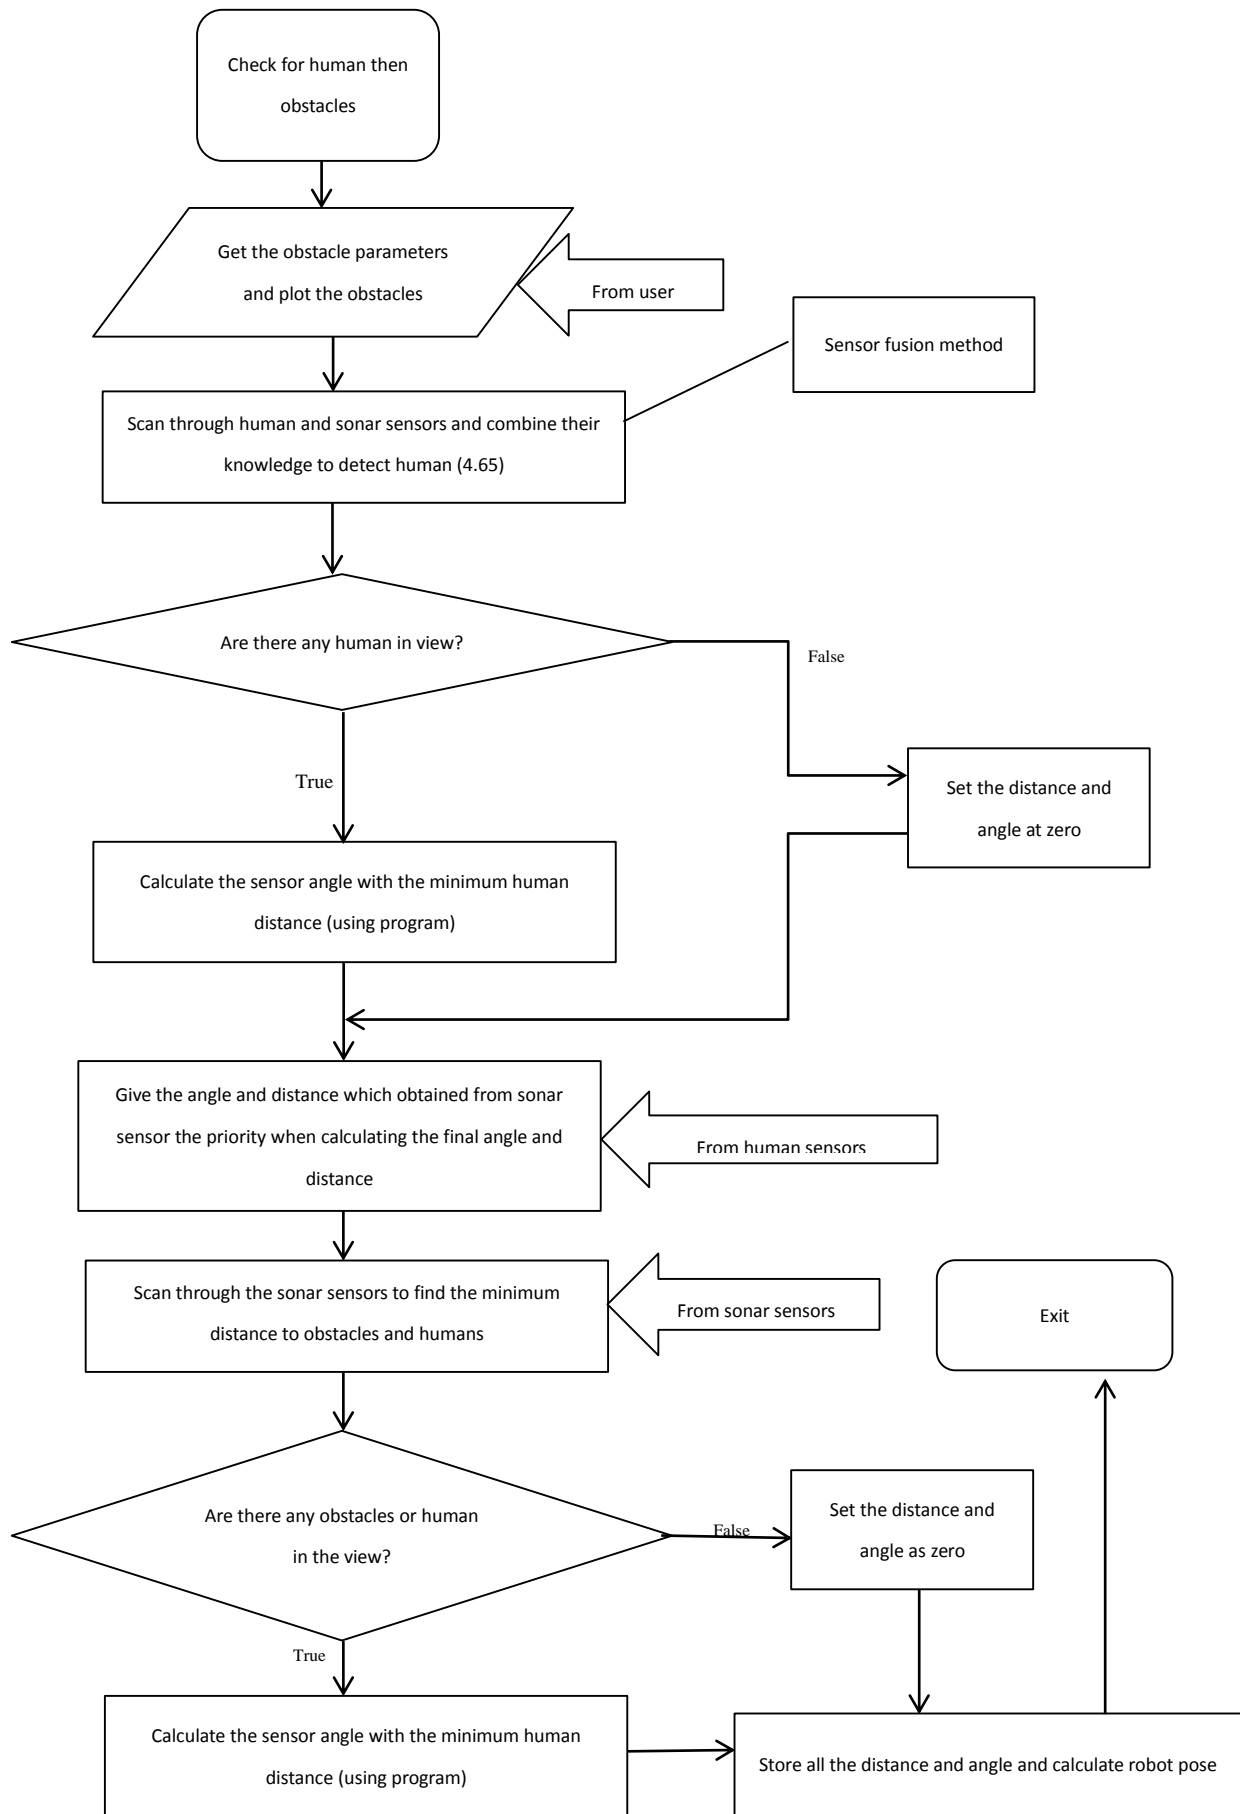 Check for human then
obstacles
Get the obstacle parameters
and plot the obstacles
From user
Sensor fusion method
Scan through human and sonar sensors and combine their
knowledge to detect human (4.65)
Are there any human in view?
False
True
Set the distance and
angle at zero
Calculate the sensor angle with the minimum human
distance (using program)
Give the angle and distance which obtained from sonar
sensor the priority when calculating the final angle and
distance
From human sensors
Scan through the sonar sensors to find the minimum
distance to obstacles and humans
From sonar sensors
Exit
Are there any obstacles or human
in the view?
False
Set the distance and
angle as zero
True
Calculate the sensor angle with the minimum human
distance (using program)
Store all the distance and angle and calculate robot pose